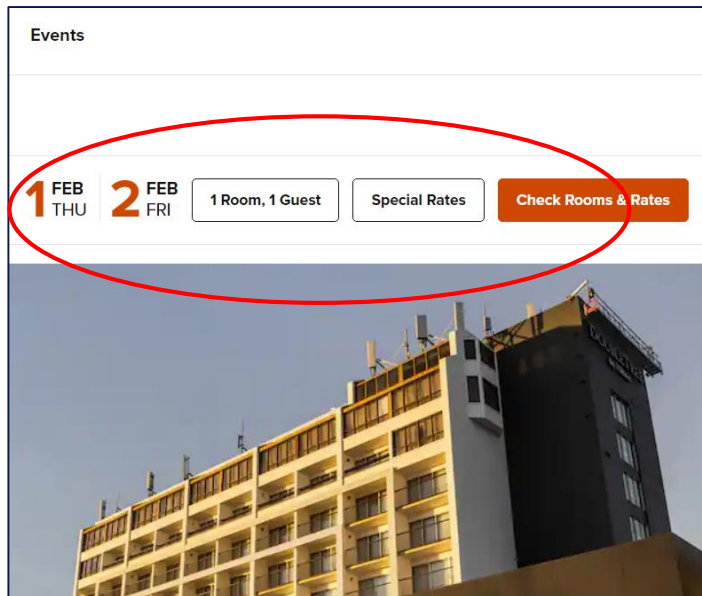 Events
1 FEB THU 2 FEB FRI 1 Room, 1 Guest Special Rates Check Rooms & Rates